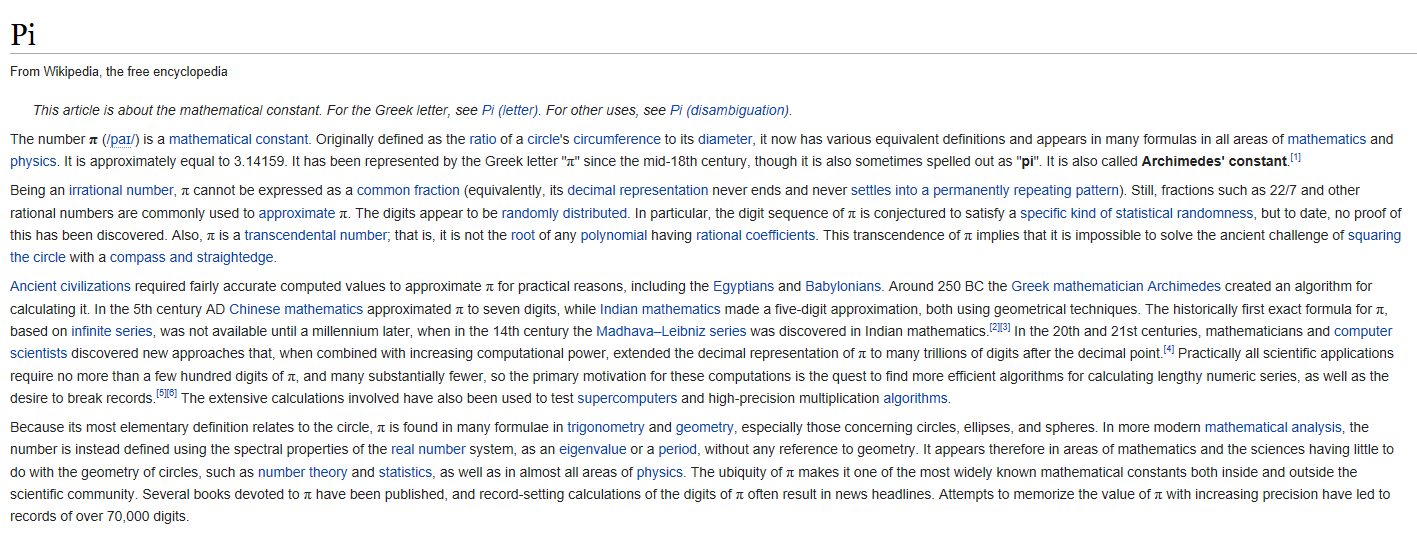 Pi
From Wikipedia, the free encyclopedia
This article is about the mathematical constant. For the Greek letter, see Pi (letter). For other uses, see Pi (disambiguation).
The number π (/paɪ/) is a mathematical constant. Originally defined as the ratio of a circle's circumference to its diameter, it now has various equivalent definitions and appears in many formulas in all areas of mathematics and
physics. It is approximately equal to 3.14159. It has been represented by the Greek letter "π" since the mid-18th century, though it is also sometimes spelled out as "pi". It is also called Archimedes' constant.[1]
Being an irrational number, π cannot be expressed as a common fraction (equivalently, its decimal representation never ends and never settles into a permanently repeating pattern). Still, fractions such as 22/7 and other
rational numbers are commonly used to approximate π. The digits appear to be randomly distributed. In particular, the digit sequence of π is conjectured to satisfy a specific kind of statistical randomness, but to date, no proof of
this has been discovered. Also, π is a transcendental number; that is, it is not the root of any polynomial having rational coefficients. This transcendence of π implies that it is impossible to solve the ancient challenge of squaring
the circle with a compass and straightedge.
Ancient civilizations required fairly accurate computed values to approximate π for practical reasons, including the Egyptians and Babylonians. Around 250 BC the Greek mathematician Archimedes created an algorithm for
calculating it. In the 5th century AD Chinese mathematics approximated π to seven digits, while Indian mathematics made a five-digit approximation, both using geometrical techniques. The historically first exact formula for π,
based on infinite series, was not available until a millennium later, when in the 14th century the Madhava–Leibniz series was discovered in Indian mathematics.[2][3] In the 20th and 21st centuries, mathematicians and computer
scientists discovered new approaches that, when combined with increasing computational power, extended the decimal representation of π to many trillions of digits after the decimal point.[4] Practically all scientific applications
require no more than a few hundred digits of π, and many substantially fewer, so the primary motivation for these computations is the quest to find more efficient algorithms for calculating lengthy numeric series, as well as the
desire to break records.[5][6] The extensive calculations involved have also been used to test supercomputers and high-precision multiplication algorithms.
Because its most elementary definition relates to the circle, π is found in many formulae in trigonometry and geometry, especially those concerning circles, ellipses, and spheres. In more modern mathematical analysis, the
number is instead defined using the spectral properties of the real number system, as an eigenvalue or a period, without any reference to geometry. It appears therefore in areas of mathematics and the sciences having little to
do with the geometry of circles, such as number theory and statistics, as well as in almost all areas of physics. The ubiquity of π makes it one of the most widely known mathematical constants both inside and outside the
scientific community. Several books devoted to π have been published, and record-setting calculations of the digits of π often result in news headlines. Attempts to memorize the value of π with increasing precision have led to
records of over 70,000 digits.